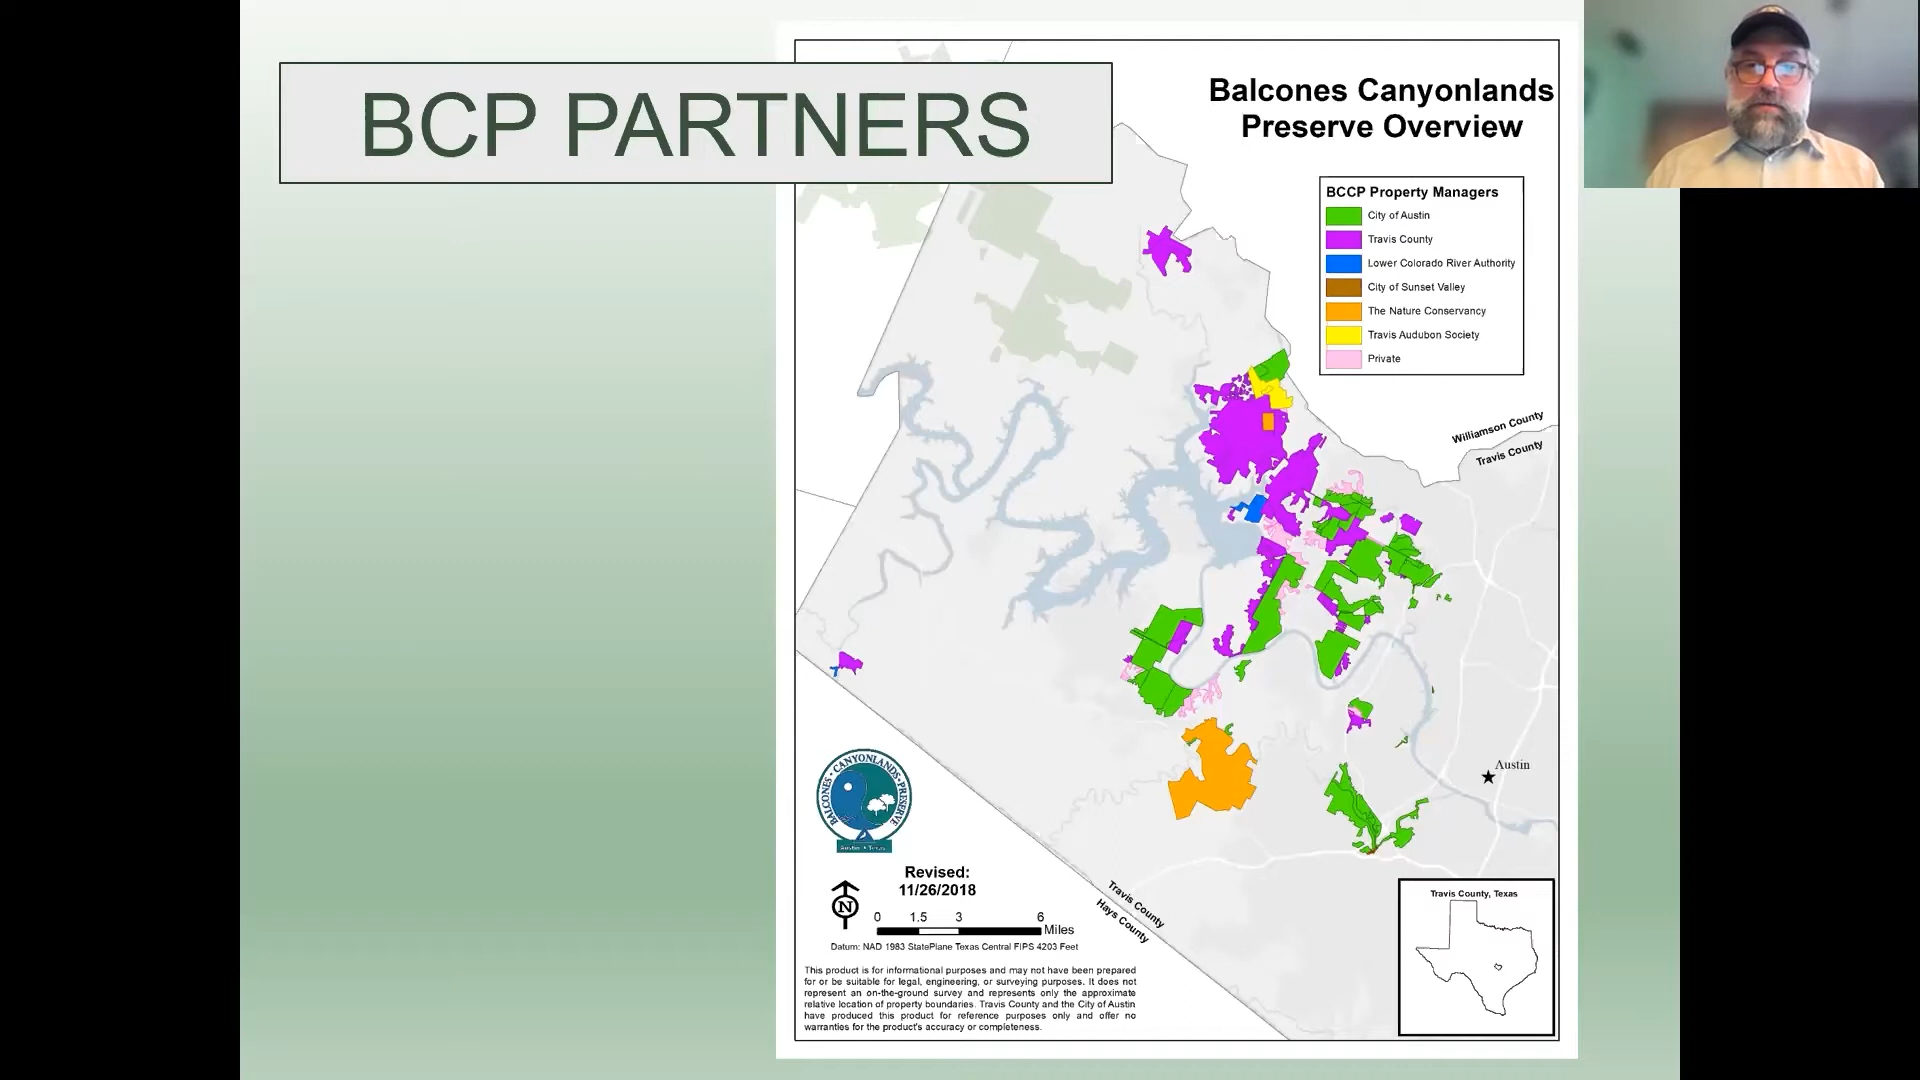 BCP PARTNERS
Balcones Canyonlands
Preserve Overview
BCCP Property Managers
City of Austin
Travis County
Lower Colorado River Authority
City of Sunset Valley
The Nature Conservancy
Travis Audubon Society
Private
Williamson County
Travis County
Austin
BALCONES • CANYONLANDS • PRESERVE
Austin • Texas
Revised:
11/26/2018
N
0 1.5 3 6
Miles
Datum: NAD 1983 StatePlane Texas Central FIPS 4203 Feet
Travis County
Hays County
This product is for informational purposes and may not have been prepared
for or be suitable for legal, engineering, or surveying purposes. It does not
represent an on-the-ground survey and represents only the approximate
relative location of property boundaries. Travis County and the City of Austin
have produced this product for reference purposes only and offer no
warranties for the product's accuracy or completeness.
Travis County, Texas